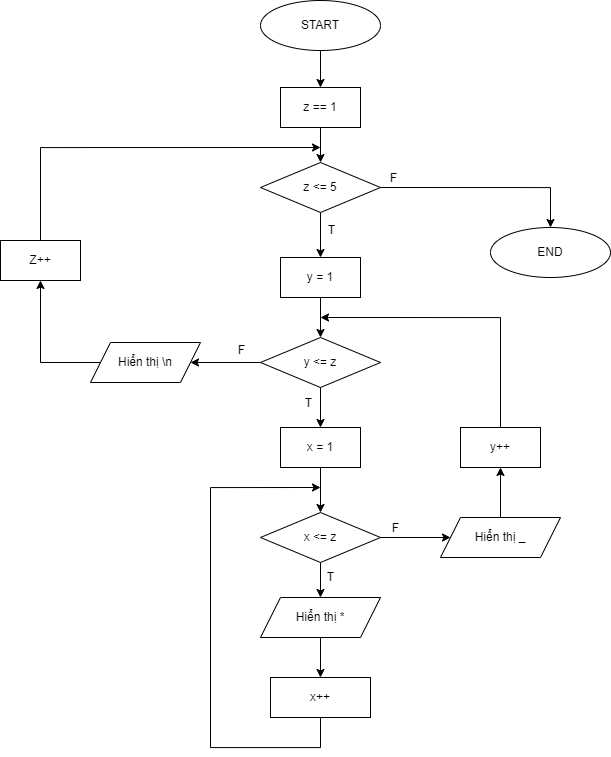 START
z == 1
z <= 5
F
T
END
Z++
y = 1
y <= z
F
Hiển thị \n
T
x = 1
y++
x <= z
F
Hiển thị _
T
Hiển thị *
x++